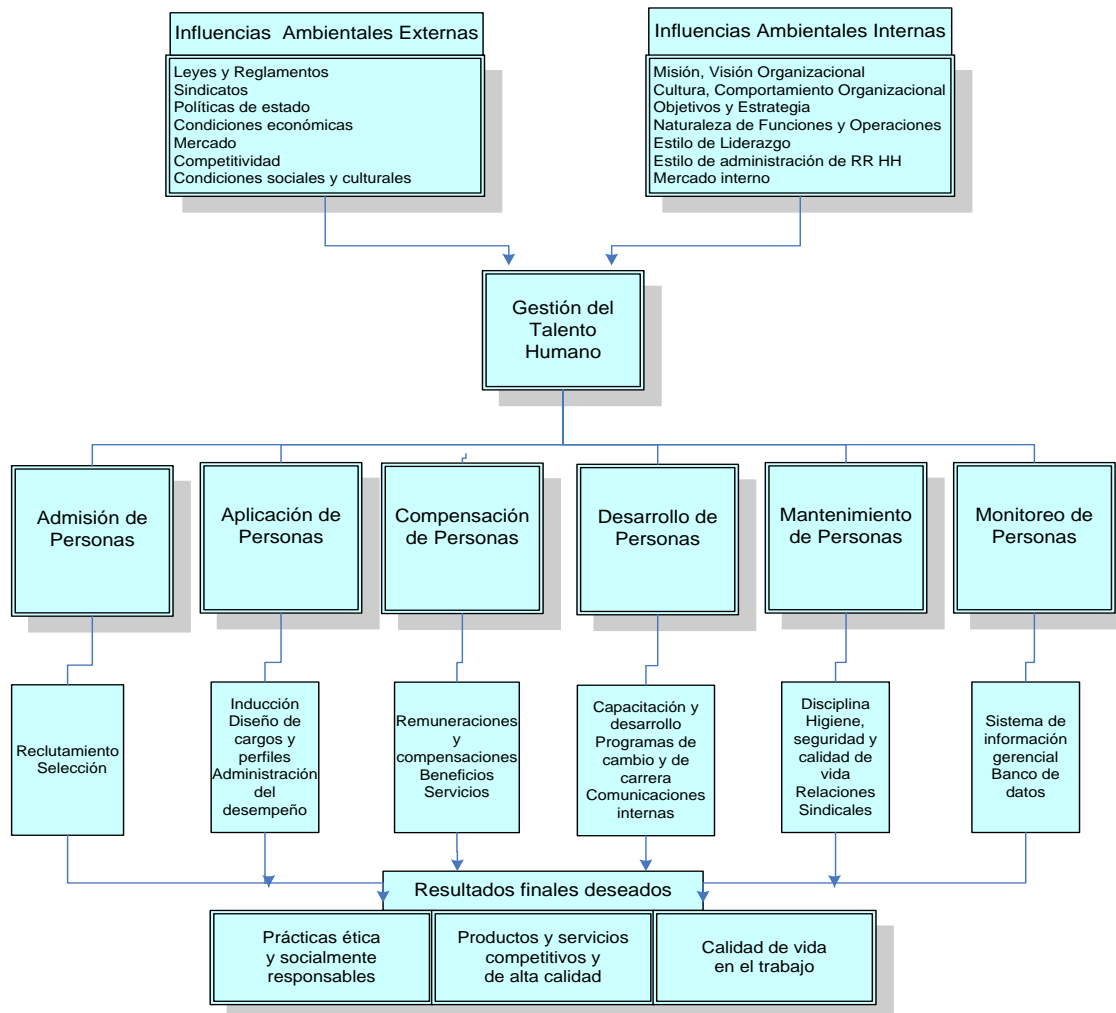 Influencias Ambientales Externas
Leyes y Reglamentos
Sindicatos
Políticas de estado
Condiciones económicas
Mercado
Competitividad
Condiciones sociales y culturales
Influencias Ambientales Internas
Misión, Visión Organizacional
Cultura, Comportamiento Organizacional
Objetivos y Estrategia
Naturaleza de Funciones y Operaciones
Estilo de Liderazgo
Estilo de administración de RR HH
Mercado interno
Gestión del
Talento
Humano
Admisión de
Personas
Aplicación de
Personas
Compensación
de Personas
Desarrollo de
Personas
Mantenimiento
de Personas
Monitoreo de
Personas
Reclutamiento
Selección
Inducción
Diseño de
cargos y
perfiles
Administración
del
desempeño
Remuneraciones
y
compensaciones
Beneficios
Servicios
Capacitación y
desarrollo
Programas de
cambio y de
carrera
Comunicaciones
internas
Disciplina
Higiene,
seguridad y
calidad de
vida
Relaciones
Sindicales
Sistema de
información
gerencial
Banco de
datos
Resultados finales deseados
Prácticas ética
y socialmente
responsables
Productos y servicios
competitivos y
de alta calidad
Calidad de vida
en el trabajo